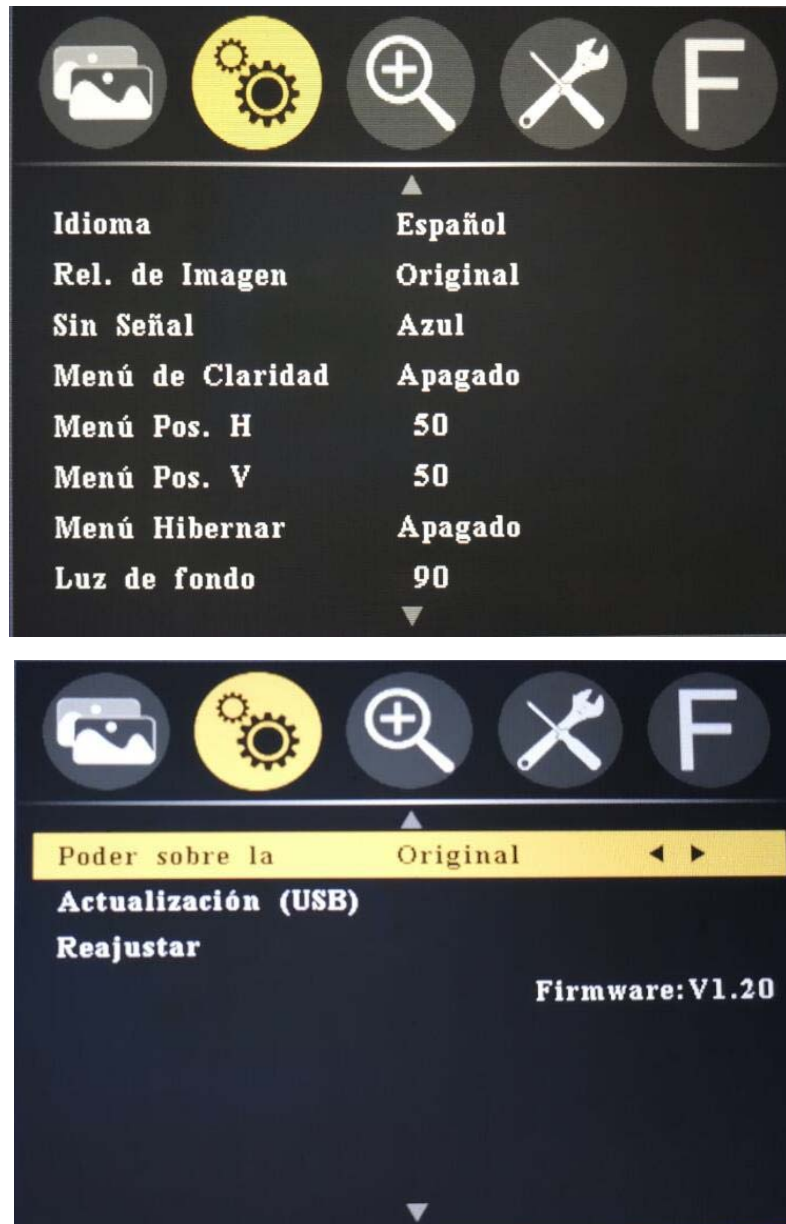 F
Idioma Español
Rel. de Imagen Original
Sin Señal Azul
Menú de Claridad Apagado
Menú Pos. H 50
Menú Pos. V 50
Menú Hibernar Apagado
Luz de fondo 90
F
Poder sobre la Original
Actualización (USB)
Reajustar
Firmware:V1.20